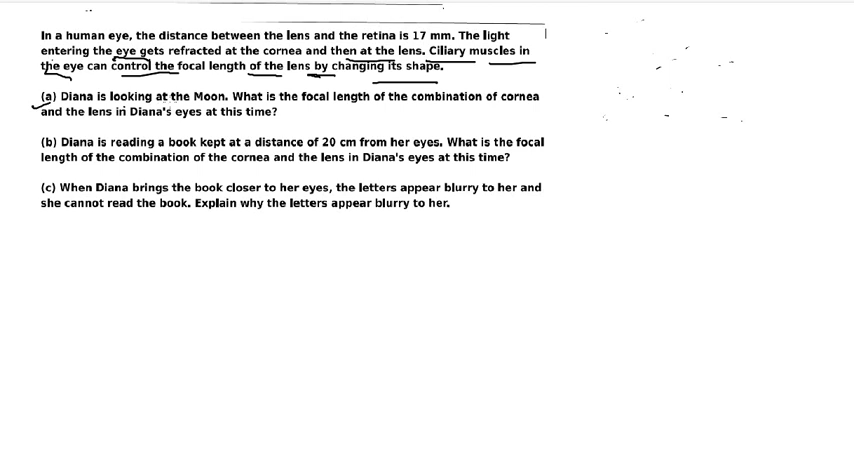 In a human eye, the distance between the lens and the retina is 17 mm. The light
entering the eye gets refracted at the cornea and then at the lens. Ciliary muscles in
the eye can control the focal length of the lens by changing its shape.
(a) Diana is looking at the Moon. What is the focal length of the combination of cornea
and the lens in Diana's eyes at this time?
(b) Diana is reading a book kept at a distance of 20 cm from her eyes. What is the focal
length of the combination of the cornea and the lens in Diana's eyes at this time?
(c) When Diana brings the book closer to her eyes, the letters appear blurry to her and
she cannot read the book. Explain why the letters appear blurry to her.